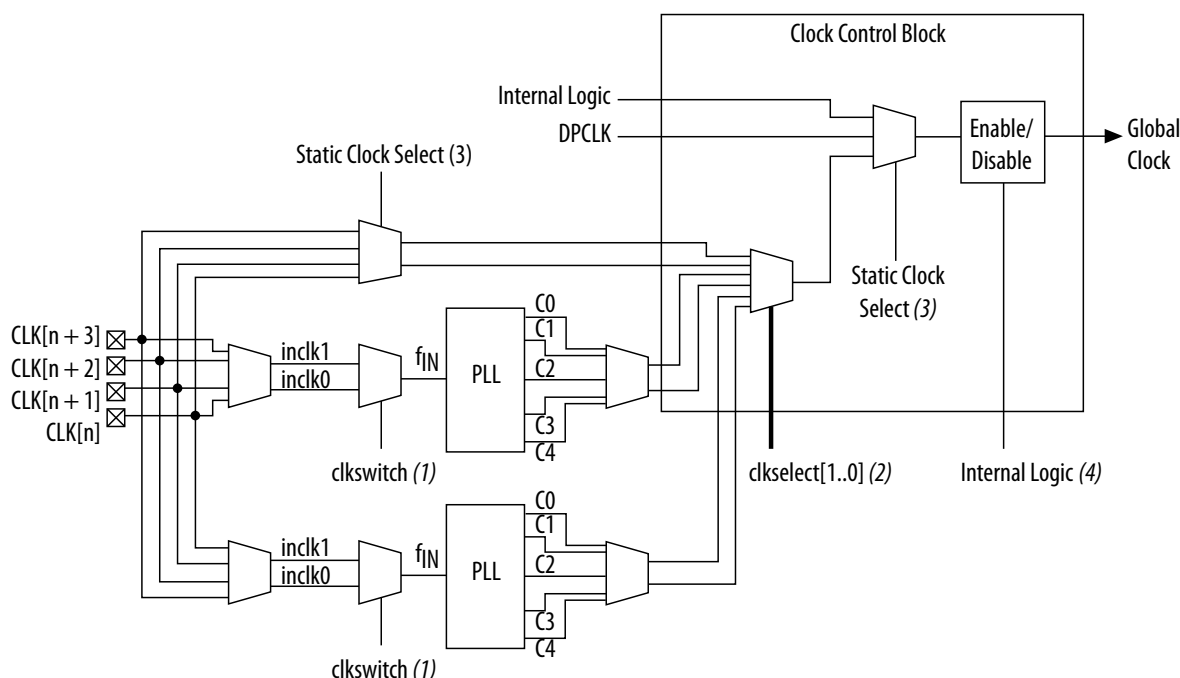 Clock Control Block
Internal Logic
DPCLK
Enable/
Disable
Global
Clock
Static Clock Select (3)
Static Clock
Select (3)
CLK[n + 3]
CLK[n + 2]
CLK[n + 1]
CLK[n]
inclk1
inclk0
fIN
PLL
C0
C1
C2
C3
C4
clkswitch (1)
clkselect[1..0] (2)
Internal Logic (4)
inclk1
inclk0
fIN
PLL
C0
C1
C2
C3
C4
clkswitch (1)